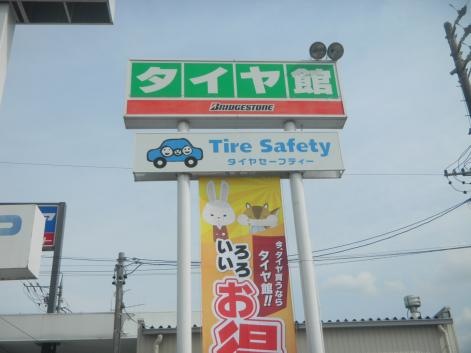 タイヤ館
BRIDGESTONE
Tire Safety
タイヤセーフティー
今、タイヤ買うなら
タイヤ館!!
いろ
いろ
お得